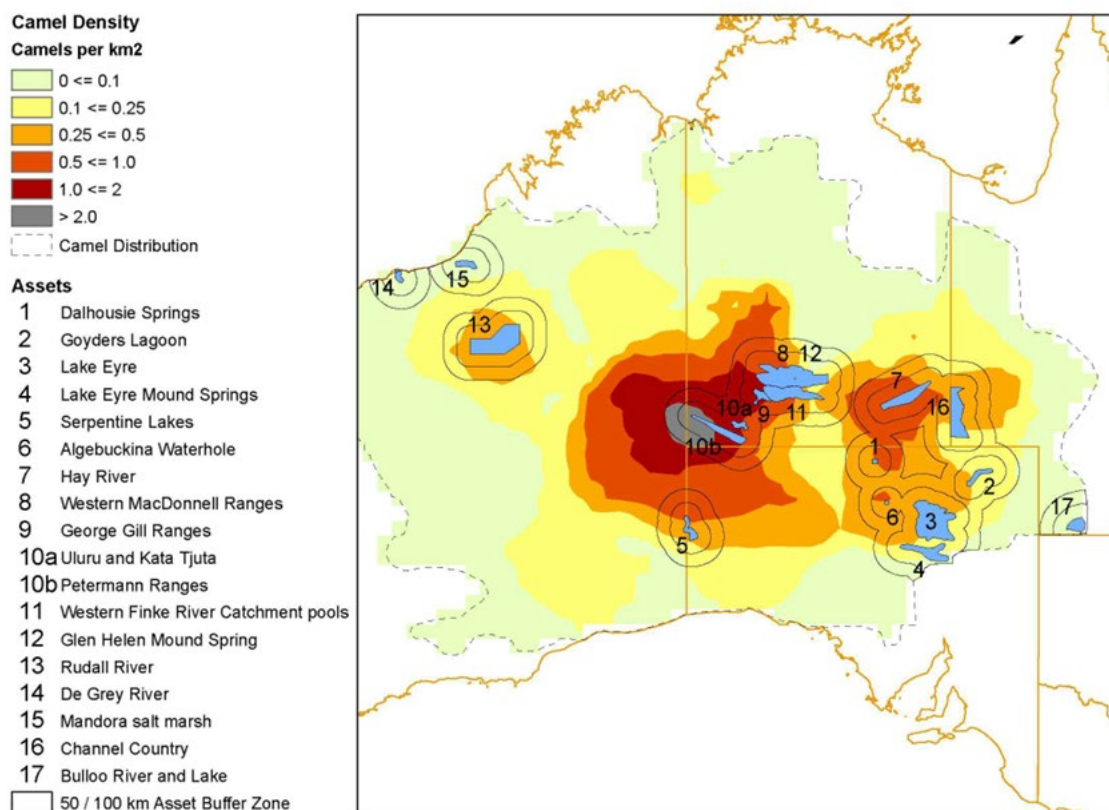 Camel Density
Camels per km2
0 <= 0.1
0.1 <= 0.25
0.25 <= 0.5
0.5 <= 1.0
1.0 <= 2
> 2.0
Camel Distribution
Assets
1 Dalhousie Springs
2 Goyders Lagoon
3 Lake Eyre
4 Lake Eyre Mound Springs
5 Serpentine Lakes
6 Algebuckina Waterhole
7 Hay River
8 Western MacDonnell Ranges
9 George Gill Ranges
10a Uluru and Kata Tjuta
10b Petermann Ranges
11 Western Finke River Catchment pools
12 Glen Helen Mound Spring
13 Rudall River
14 De Grey River
15 Mandora salt marsh
16 Channel Country
17 Bulloo River and Lake
50 / 100 km Asset Buffer Zone
14
15
13
8
12
7
10a
9
11
16
10b
1
2
6
3
17
5
4